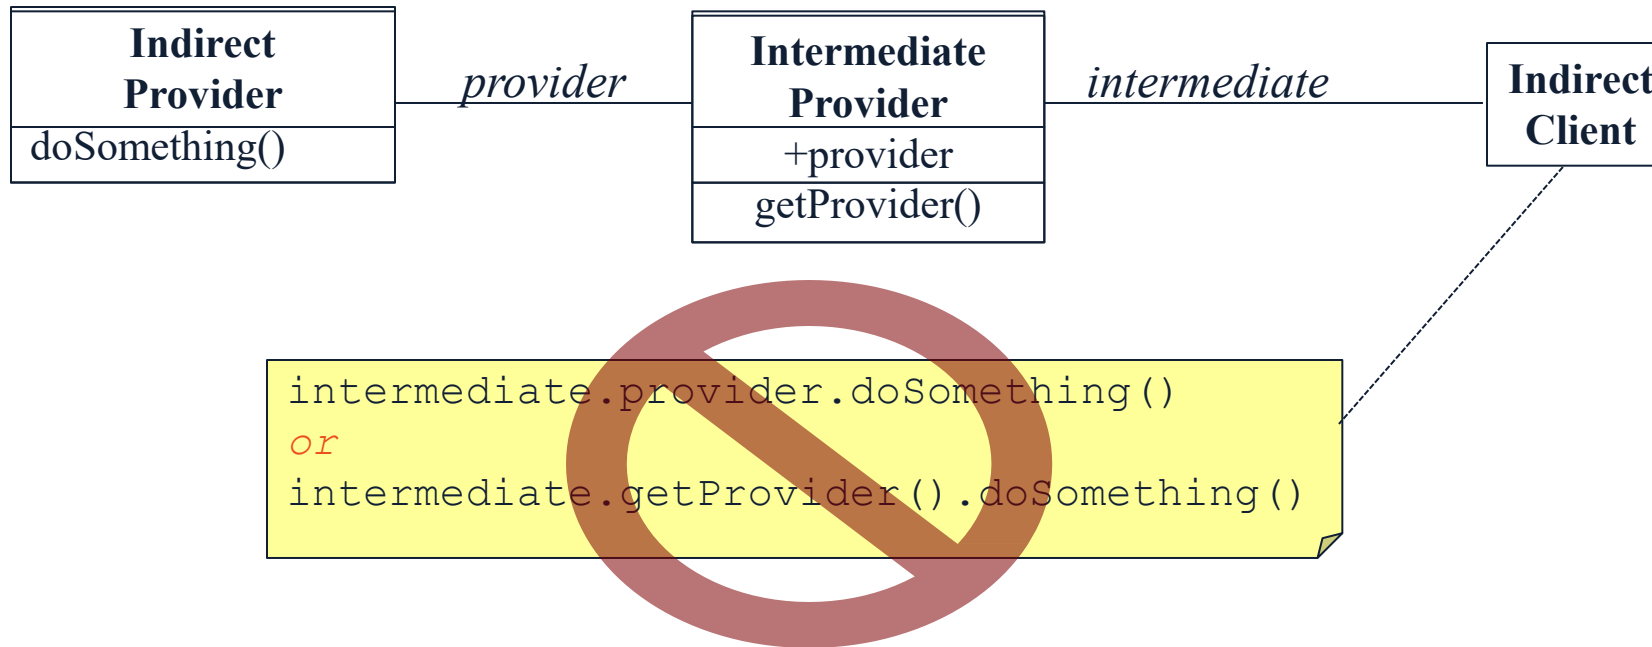 Indirect
Provider
doSomething()
provider
Intermediate
Provider
+provider
getProvider()
intermediate
Indirect
Client
intermediate.provider.doSomething()
or
intermediate.getProvider().doSomething()